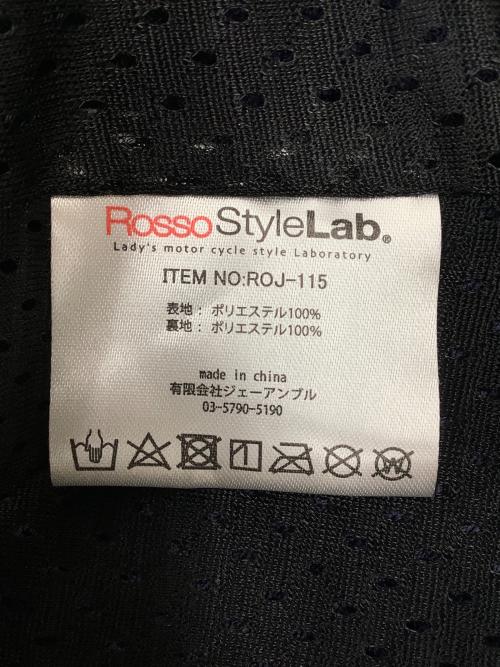 RossoStyleLab®
Lady's motor cycle style Laboratory
ITEM NO:ROJ-115
表地： ポリエステル100%
裏地： ポリエステル100%
made in china
有限会社ジェーアンブル
03-5790-5190
W